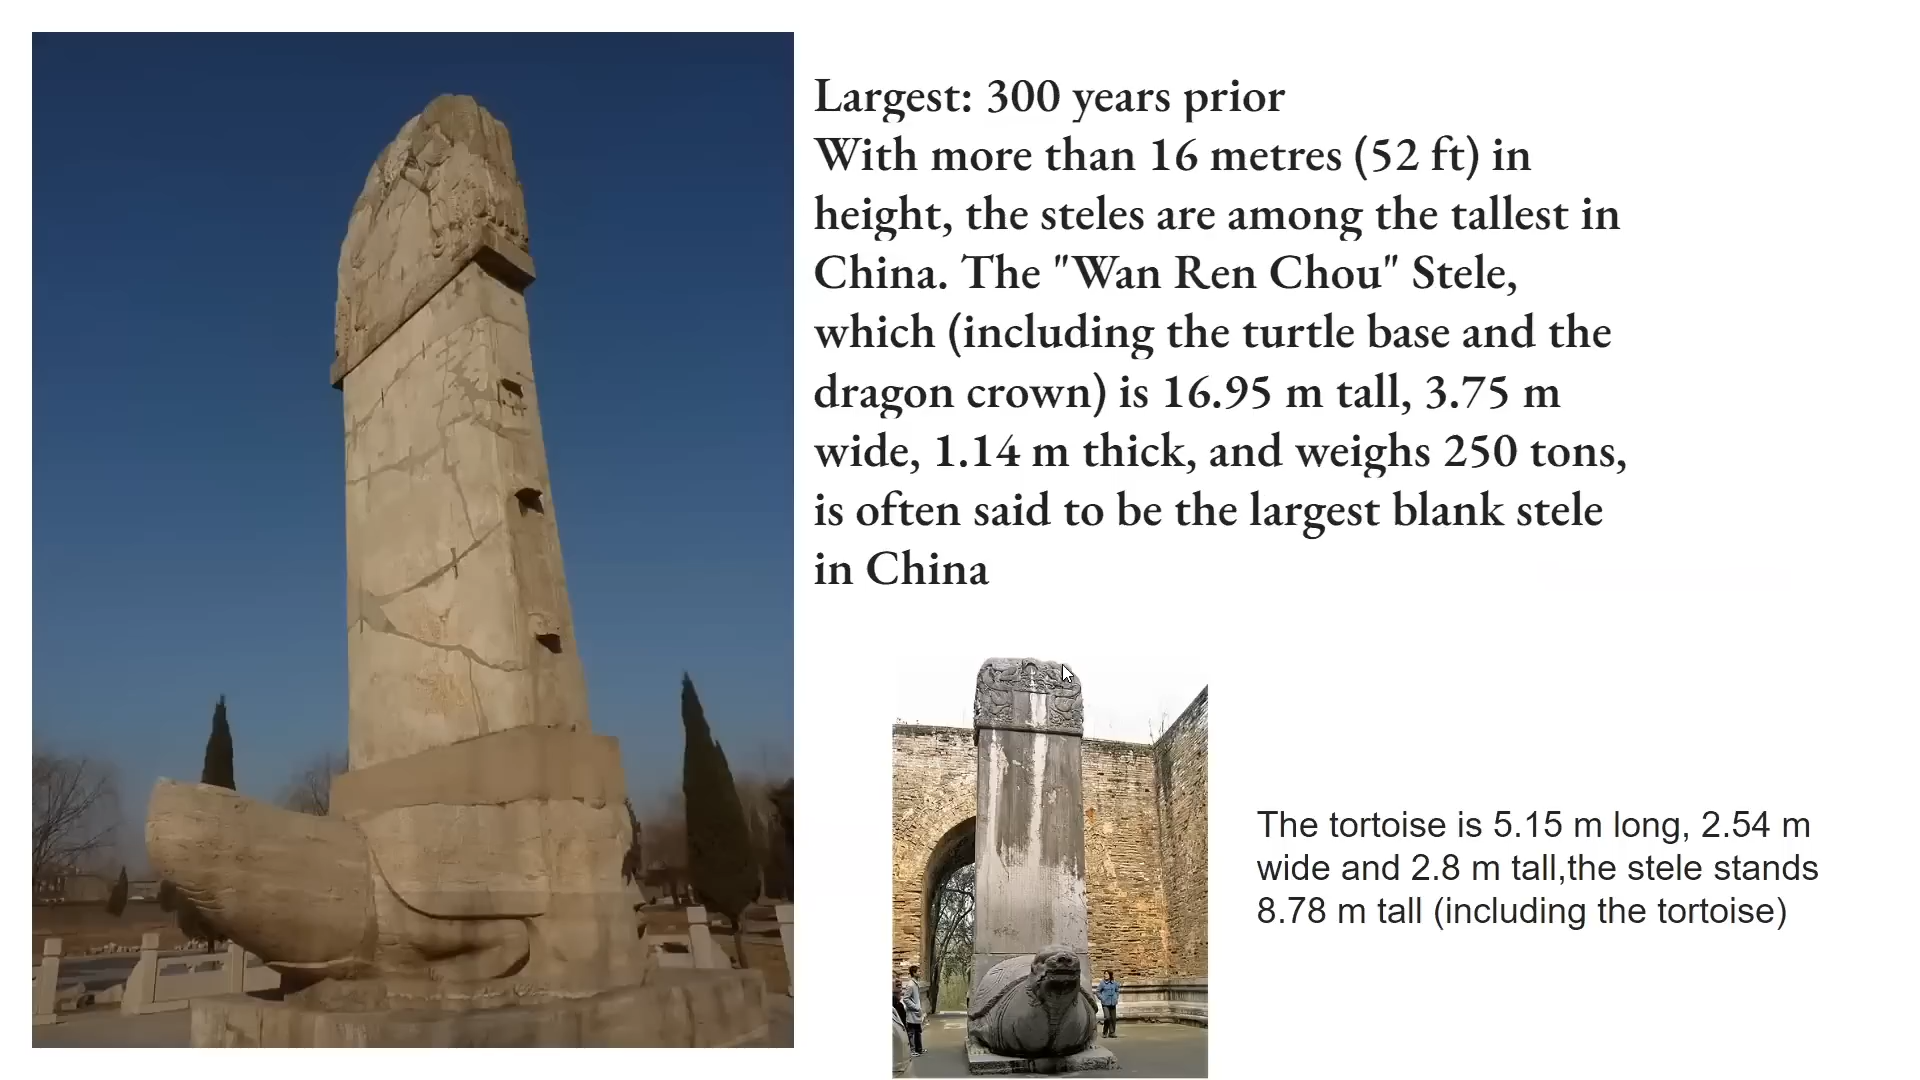 Largest: 300 years prior
With more than 16 metres (52 ft) in
height, the steles are among the tallest in
China. The "Wan Ren Chou" Stele,
which (including the turtle base and the
dragon crown) is 16.95 m tall, 3.75 m
wide, 1.14 m thick, and weighs 250 tons,
is often said to be the largest blank stele
in China
The tortoise is 5.15 m long, 2.54 m
wide and 2.8 m tall,the stele stands
8.78 m tall (including the tortoise)